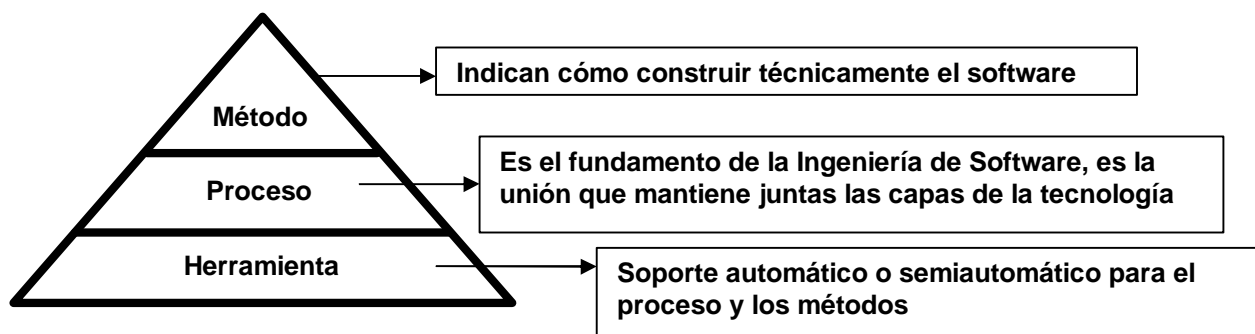 Indican cómo construir técnicamente el software
Método
Es el fundamento de la Ingeniería de Software, es la
unión que mantiene juntas las capas de la tecnología
Proceso
Herramienta
Soporte automático o semiautomático para el
proceso y los métodos